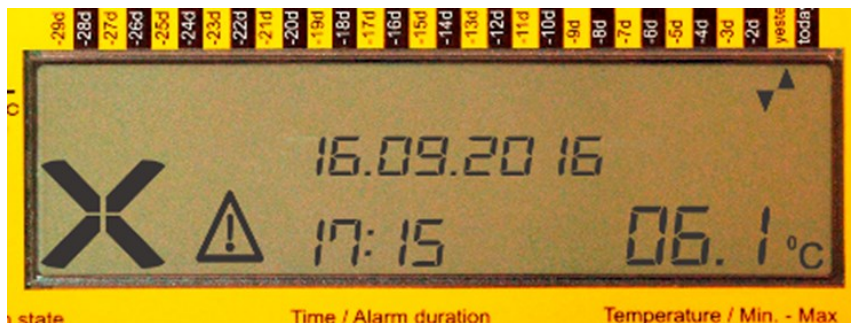 -29d -28d -27d -26d -25d -24d -23d -22d -21d -20d -19d -18d -17d -16d -15d -14d -13d -12d -11d -10d -9d -8d -7d -6d -5d -4d -3d -2d today
16.09.2016
17:15 06.1 °C
state Time / Alarm duration Temperature / Min. - Max